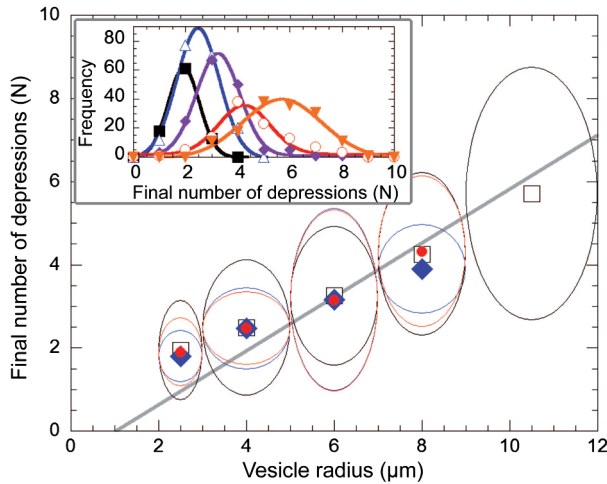 10
8
6
4
2
0
Final number of depressions (N)
80
60
40
20
0
Frequency
0 2 4 6 8 10
Final number of depressions (N)
0 2 4 6 8 10 12
Vesicle radius (µm)